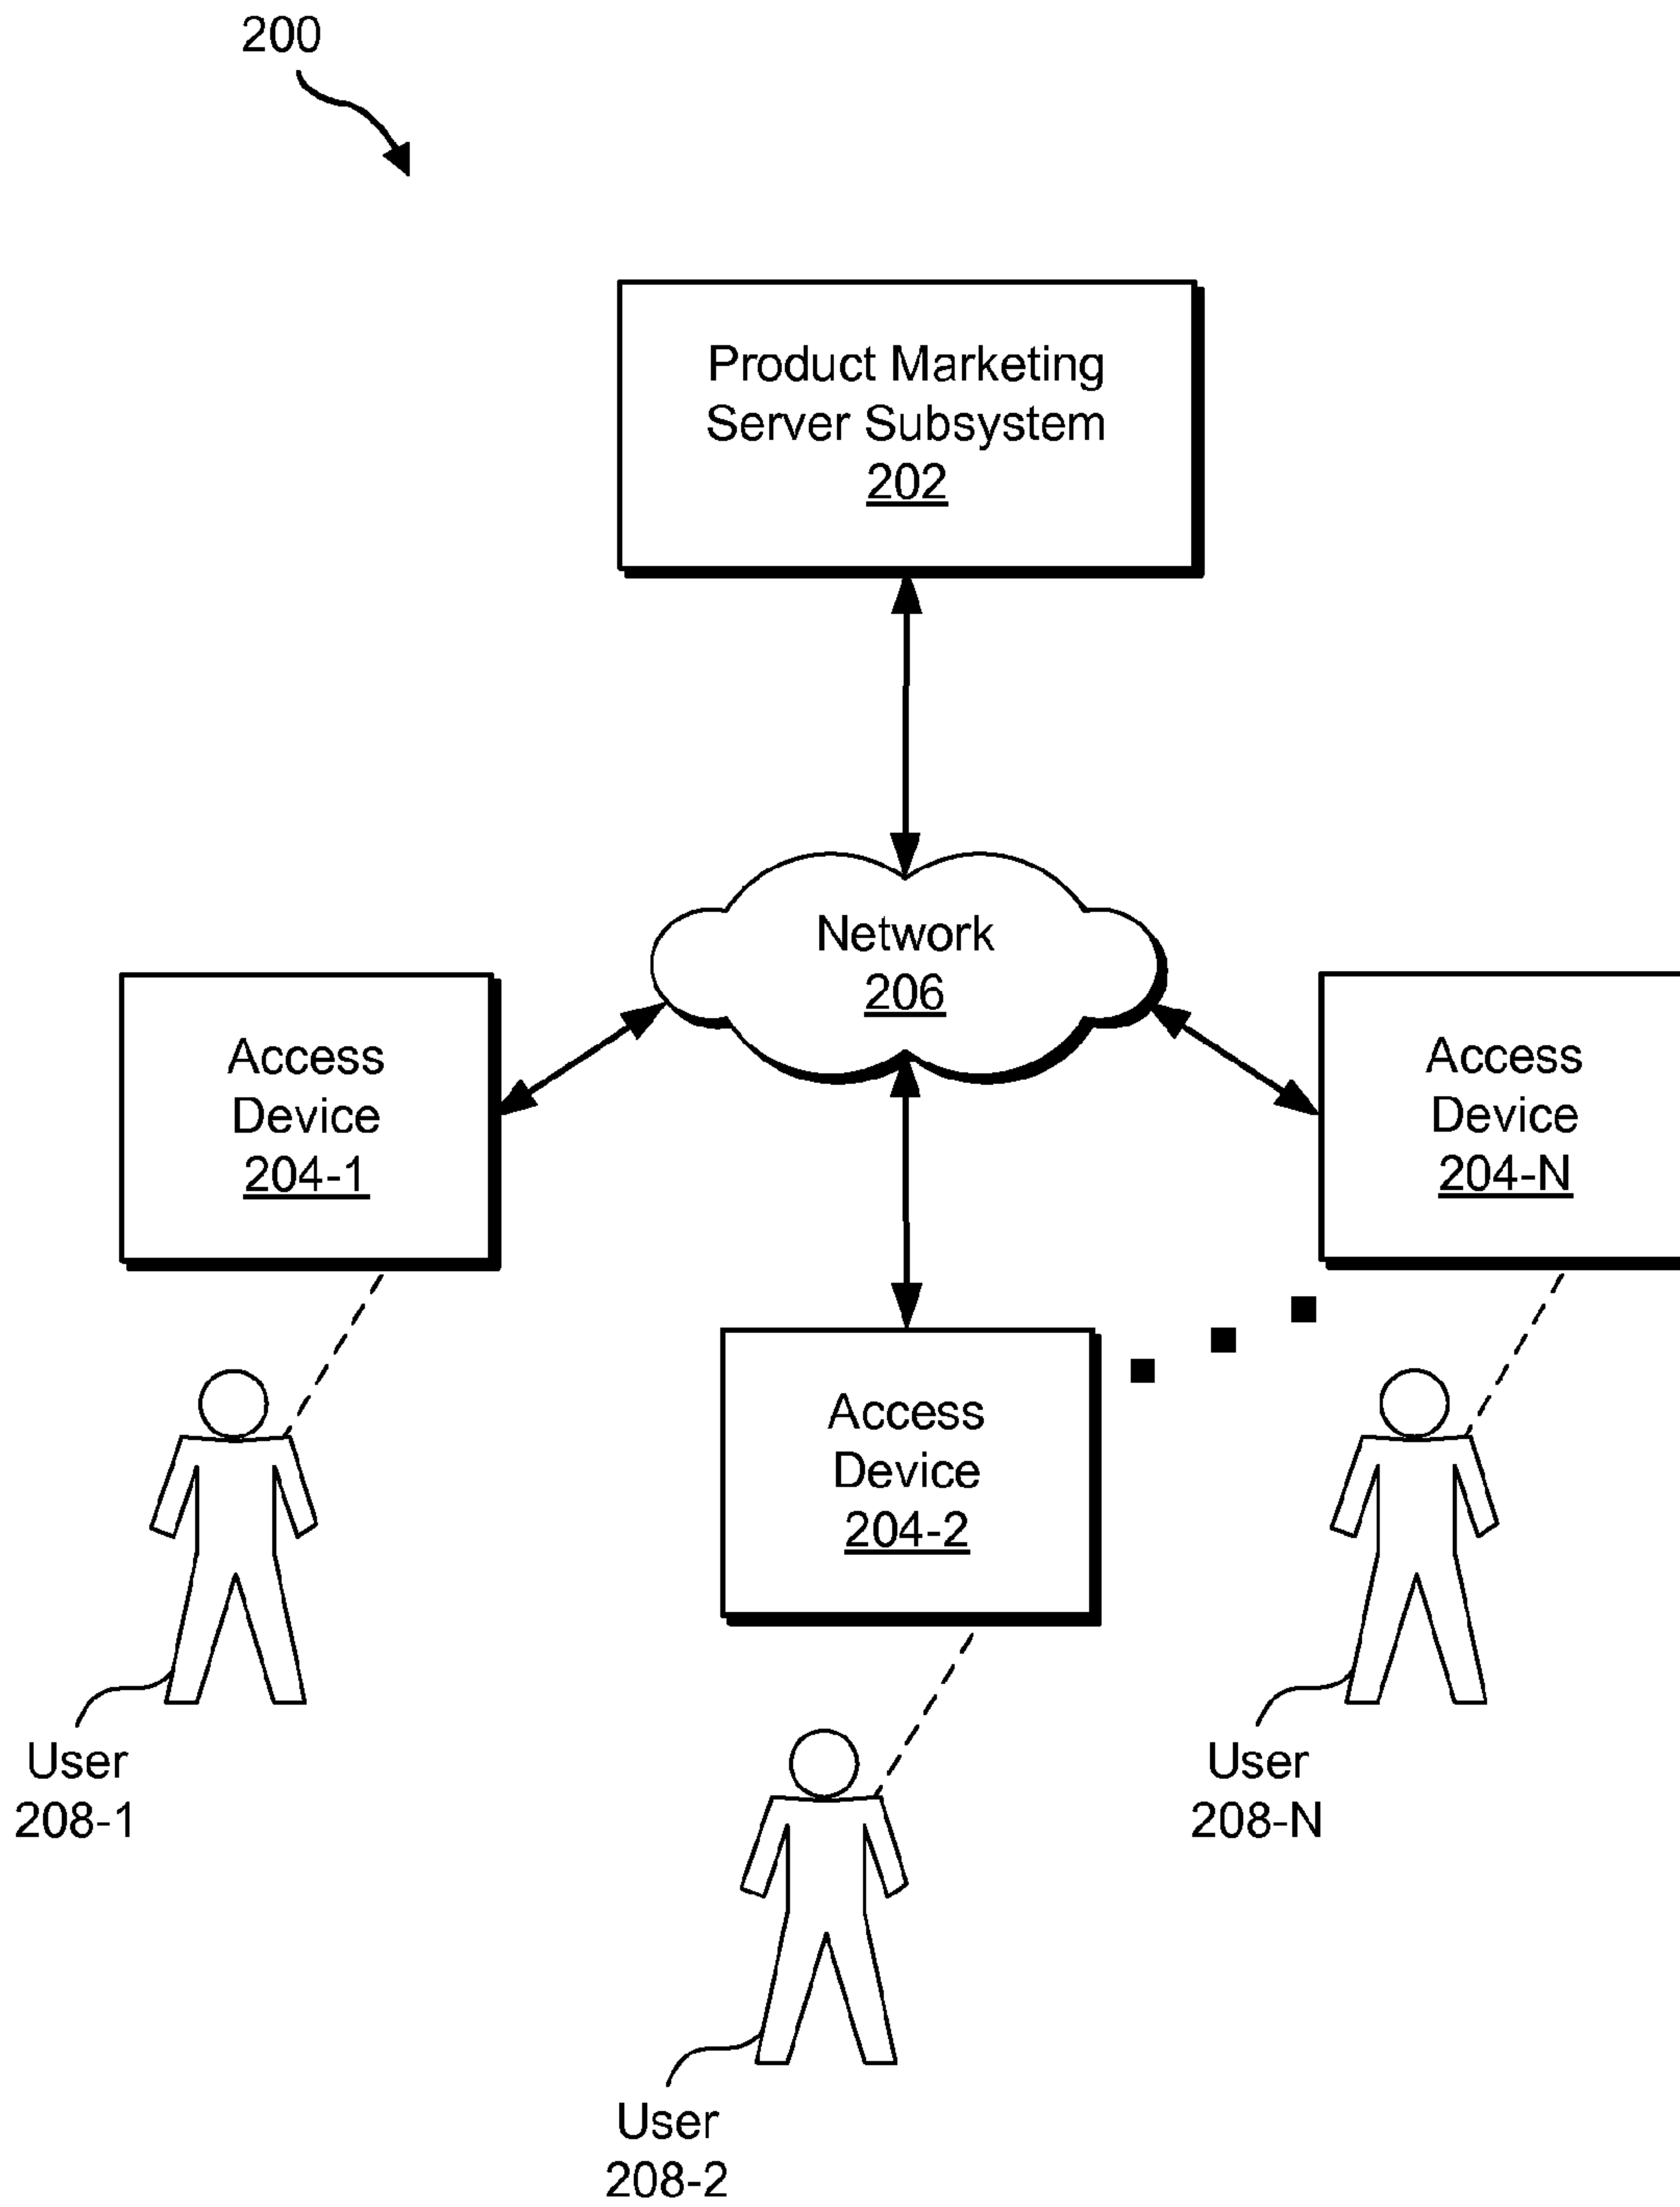 200
Product Marketing
Server Subsystem
202
Network
206
Access
Device
204-1
Access
Device
204-N
Access
Device
204-2
User
208-1
User
208-N
User
208-2